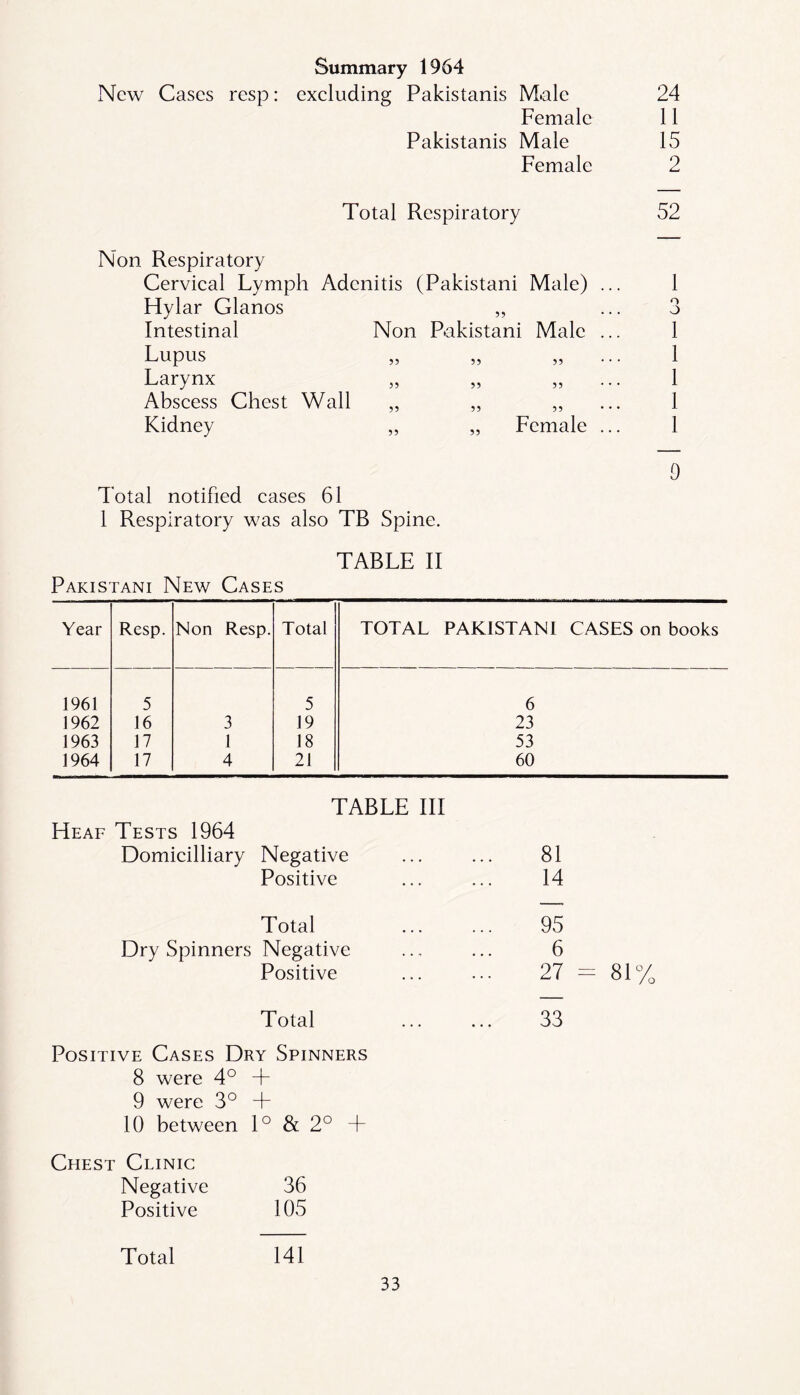 Summary 1964
New Cases resp: excluding Pakistanis Male 24
Female 11
Pakistanis Male 15
Female 2
Total Respiratory 52
Non Respiratory
Cervical Lymph Adenitis (Pakistani Male) ... 1
Hylar Glanos „ ... 3
Intestinal Non Pakistani Male ... 1
Lupus „ „ „ ... 1
Larynx „ „ „ ... 1
Abscess Chest Wall „ „ „ ... 1
Kidney „ „ Female ... 1
9
Total notified cases 61
1 Respiratory was also TB Spine.
TABLE II
Pakistani New Cases
Year Resp. Non Resp. Total TOTAL PAKISTANI CASES on books
1961 5 5 6
1962 16 3 19 23
1963 17 1 18 53
1964 17 4 21 60
TABLE III
Heaf Tests 1964
Domicilliary Negative ... ... 81
Positive ... ... 14
Total ... ... 95
Dry Spinners Negative ... ... 6
Positive ... ... 27 = 81%
Total ... ... 33
Positive Cases Dry Spinners
8 were 4° +
9 were 3° +
10 between 1° & 2° +
Chest Clinic
Negative 36
Positive 105
Total 141
33